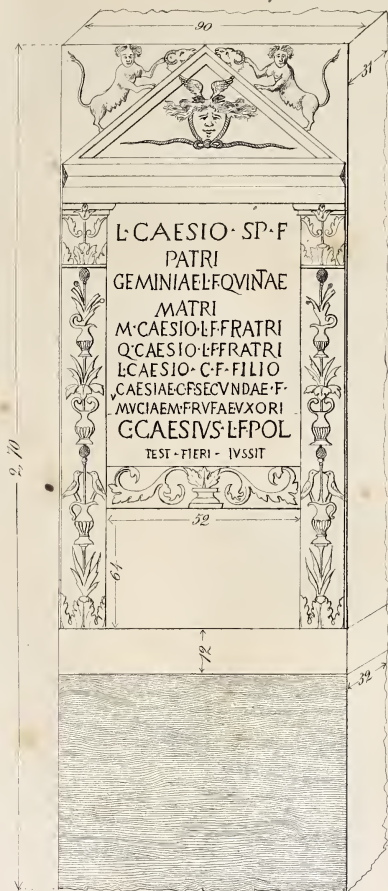 90
31
L·CAESIO·SP·F
PATRI
GEMINIAE·L·F·QVINTAE
MATRI
M·CAESIO·L·F·FRATRI
Q·CAESIO·L·F·FRATRI
L·CAESIO·C·F·FILIO
CAESIAE·C·F·SECVNDAE·F·
MVCIAE·M·F·RVFAE·VXORI
C·CAESIVS·L·F·POL
TEST-FIERI-IVSSIT
2,70
52
64
12
32